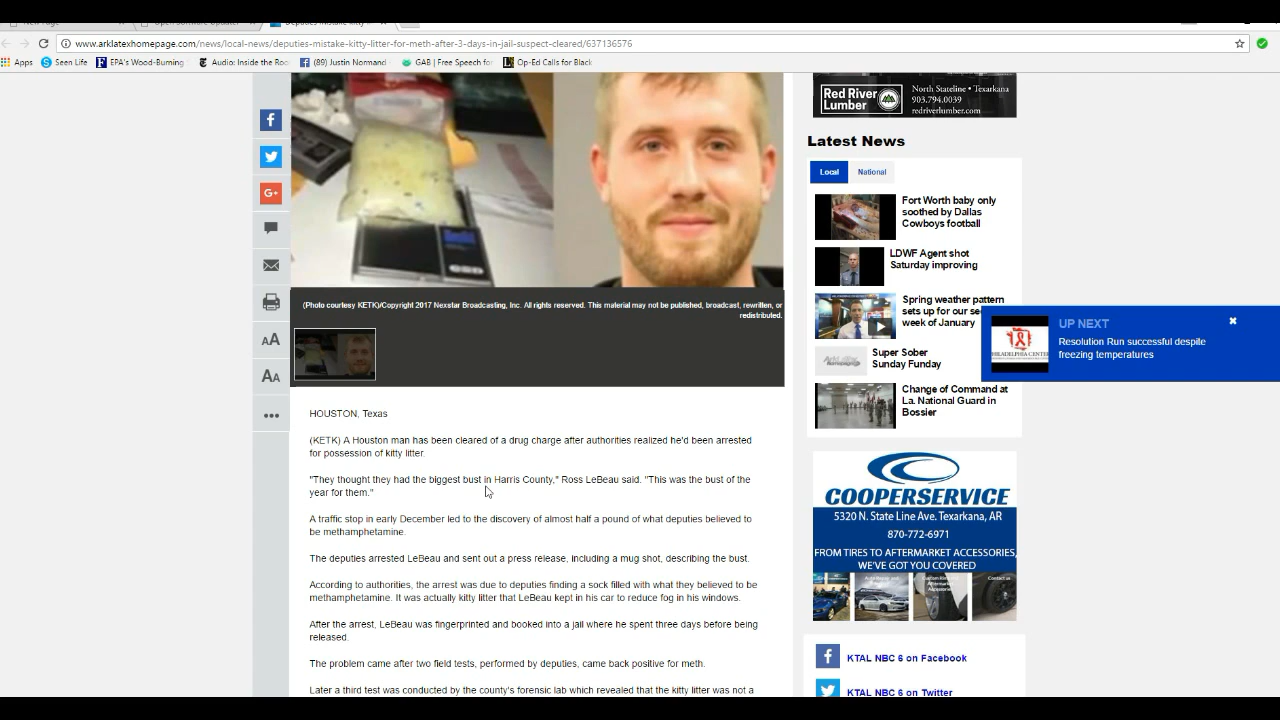 www.arklatexhomepage.com/news/local-news/deputies-mistake-kitty-litter-for-meth-after-3-days-in-jail-suspect-cleared/637136576
Apps
Seen Life
EPA's Wood-Burning
Audio: Inside the Roo
(89) Justin Normand
GAB | Free Speech for
Op-Ed Calls for Black
Red River
Lumber
North Stateline • Texarkana
903.794.0039
redriverlumber.com
G+
AA
AA
(Photo courtesy KETK)/Copyright 2017 Nexstar Broadcasting, Inc. All rights reserved. This material may not be published, broadcast, rewritten, or
redistributed.
HOUSTON, Texas
(KETK) A Houston man has been cleared of a drug charge after authorities realized he'd been arrested
for possession of kitty litter.
"They thought they had the biggest bust in Harris County," Ross LeBeau said. "This was the bust of the
year for them."
A traffic stop in early December led to the discovery of almost half a pound of what deputies believed to
be methamphetamine.
The deputies arrested LeBeau and sent out a press release, including a mug shot, describing the bust.
According to authorities, the arrest was due to deputies finding a sock filled with what they believed to be
methamphetamine. It was actually kitty litter that LeBeau kept in his car to reduce fog in his windows.
After the arrest, LeBeau was fingerprinted and booked into a jail where he spent three days before being
released.
The problem came after two field tests, performed by deputies, came back positive for meth.
Later a third test was conducted by the county's forensic lab which revealed that the kitty litter was not a
Latest News
Local
National
Fort Worth baby only
soothed by Dallas
Cowboys football
LDWF Agent shot
Saturday improving
Spring weather pattern
sets up for our se
week of January
Super Sober
Sunday Funday
Change of Command at
La. National Guard in
Bossier
UP NEXT
Resolution Run successful despite
freezing temperatures
COOPERSERVICE
5320 N. State Line Ave. Texarkana, AR
870-772-6971
FROM TIRES TO AFTERMARKET ACCESSORIES,
WE'VE GOT YOU COVERED
KTAL NBC 6 on Facebook
KTAL NBC 6 on Twitter